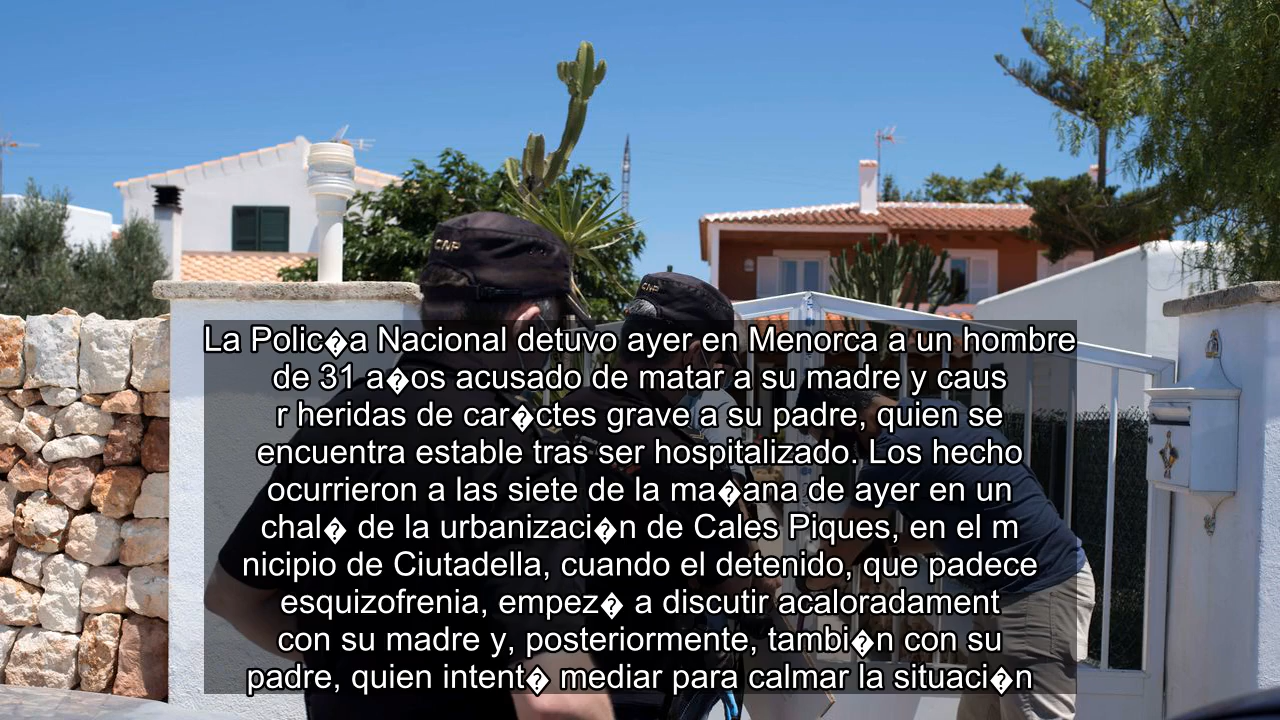 CNP
CNP
La Polic�a Nacional detuvo ayer en Menorca a un hombre
de 31 a�os acusado de matar a su madre y caus
r heridas de car�ctes grave a su padre, quien se
encuentra estable tras ser hospitalizado. Los hecho
ocurrieron a las siete de la ma�ana de ayer en un
chal� de la urbanizaci�n de Cales Piques, en el m
nicipio de Ciutadella, cuando el detenido, que padece
esquizofrenia, empez� a discutir acaloradament
con su madre y, posteriormente, tambi�n con su
padre, quien intent� mediar para calmar la situaci�n